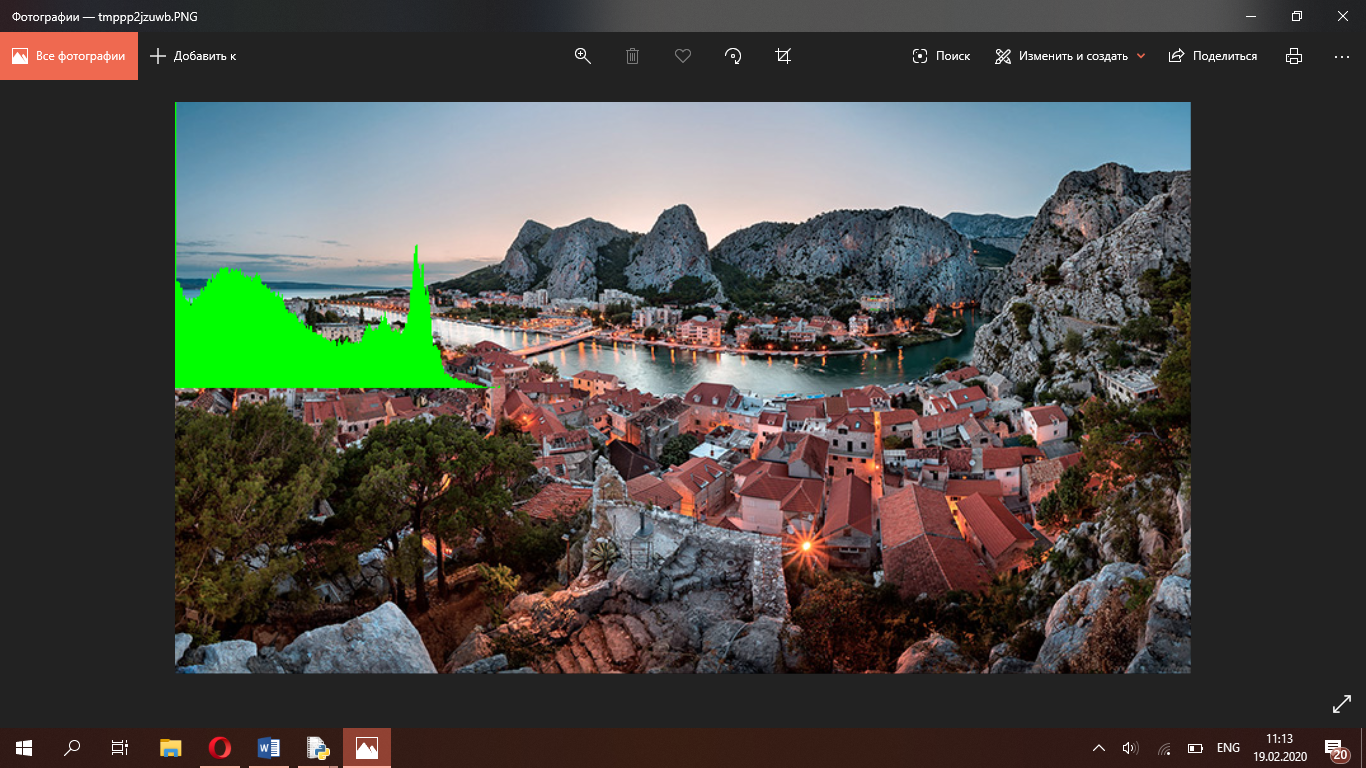 Фотографии — tmppp2jzuwb.PNG
Все фотографии
Добавить к
Поиск
Изменить и создать
Поделиться
ENG
11:13
19.02.2020
20